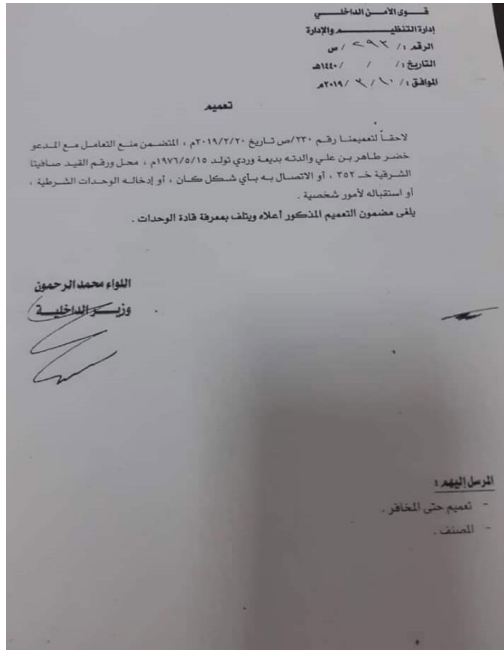 قوى الأمن الداخلي
إدارة التنظيم والإدارة
الرقم : / ٢٩٢ / ص
التاريخ : / / / ١٤٤٠هـ
الموافق : / ١٠ / ٣ / ٢٠١٩م
تعميم
لاحقاً لتعميمنا رقم ٢٣٠/ص تاريخ ٢٠١٩/٢/٢٠م ، المتضمن منع التعامل مع المدعو
خضر طاهر بن علي والدته بديعة وردي تولد ١٩٧٦/٥/١٥م ، محل ورقم القيد صافيتا
الشرقية خـ ٣٥٢ ، أو الاتصال به بأي شكل كان ، أو إدخاله الوحدات الشرطية ،
أو استقباله لأمور شخصية .
يلغى مضمون التعميم المذكور أعلاه ويتلف بمعرفة قادة الوحدات .
اللواء محمد الرحمون
وزير الداخلية
المرسل إليهم :
- تعميم حتى المخافر .
- المصنف .